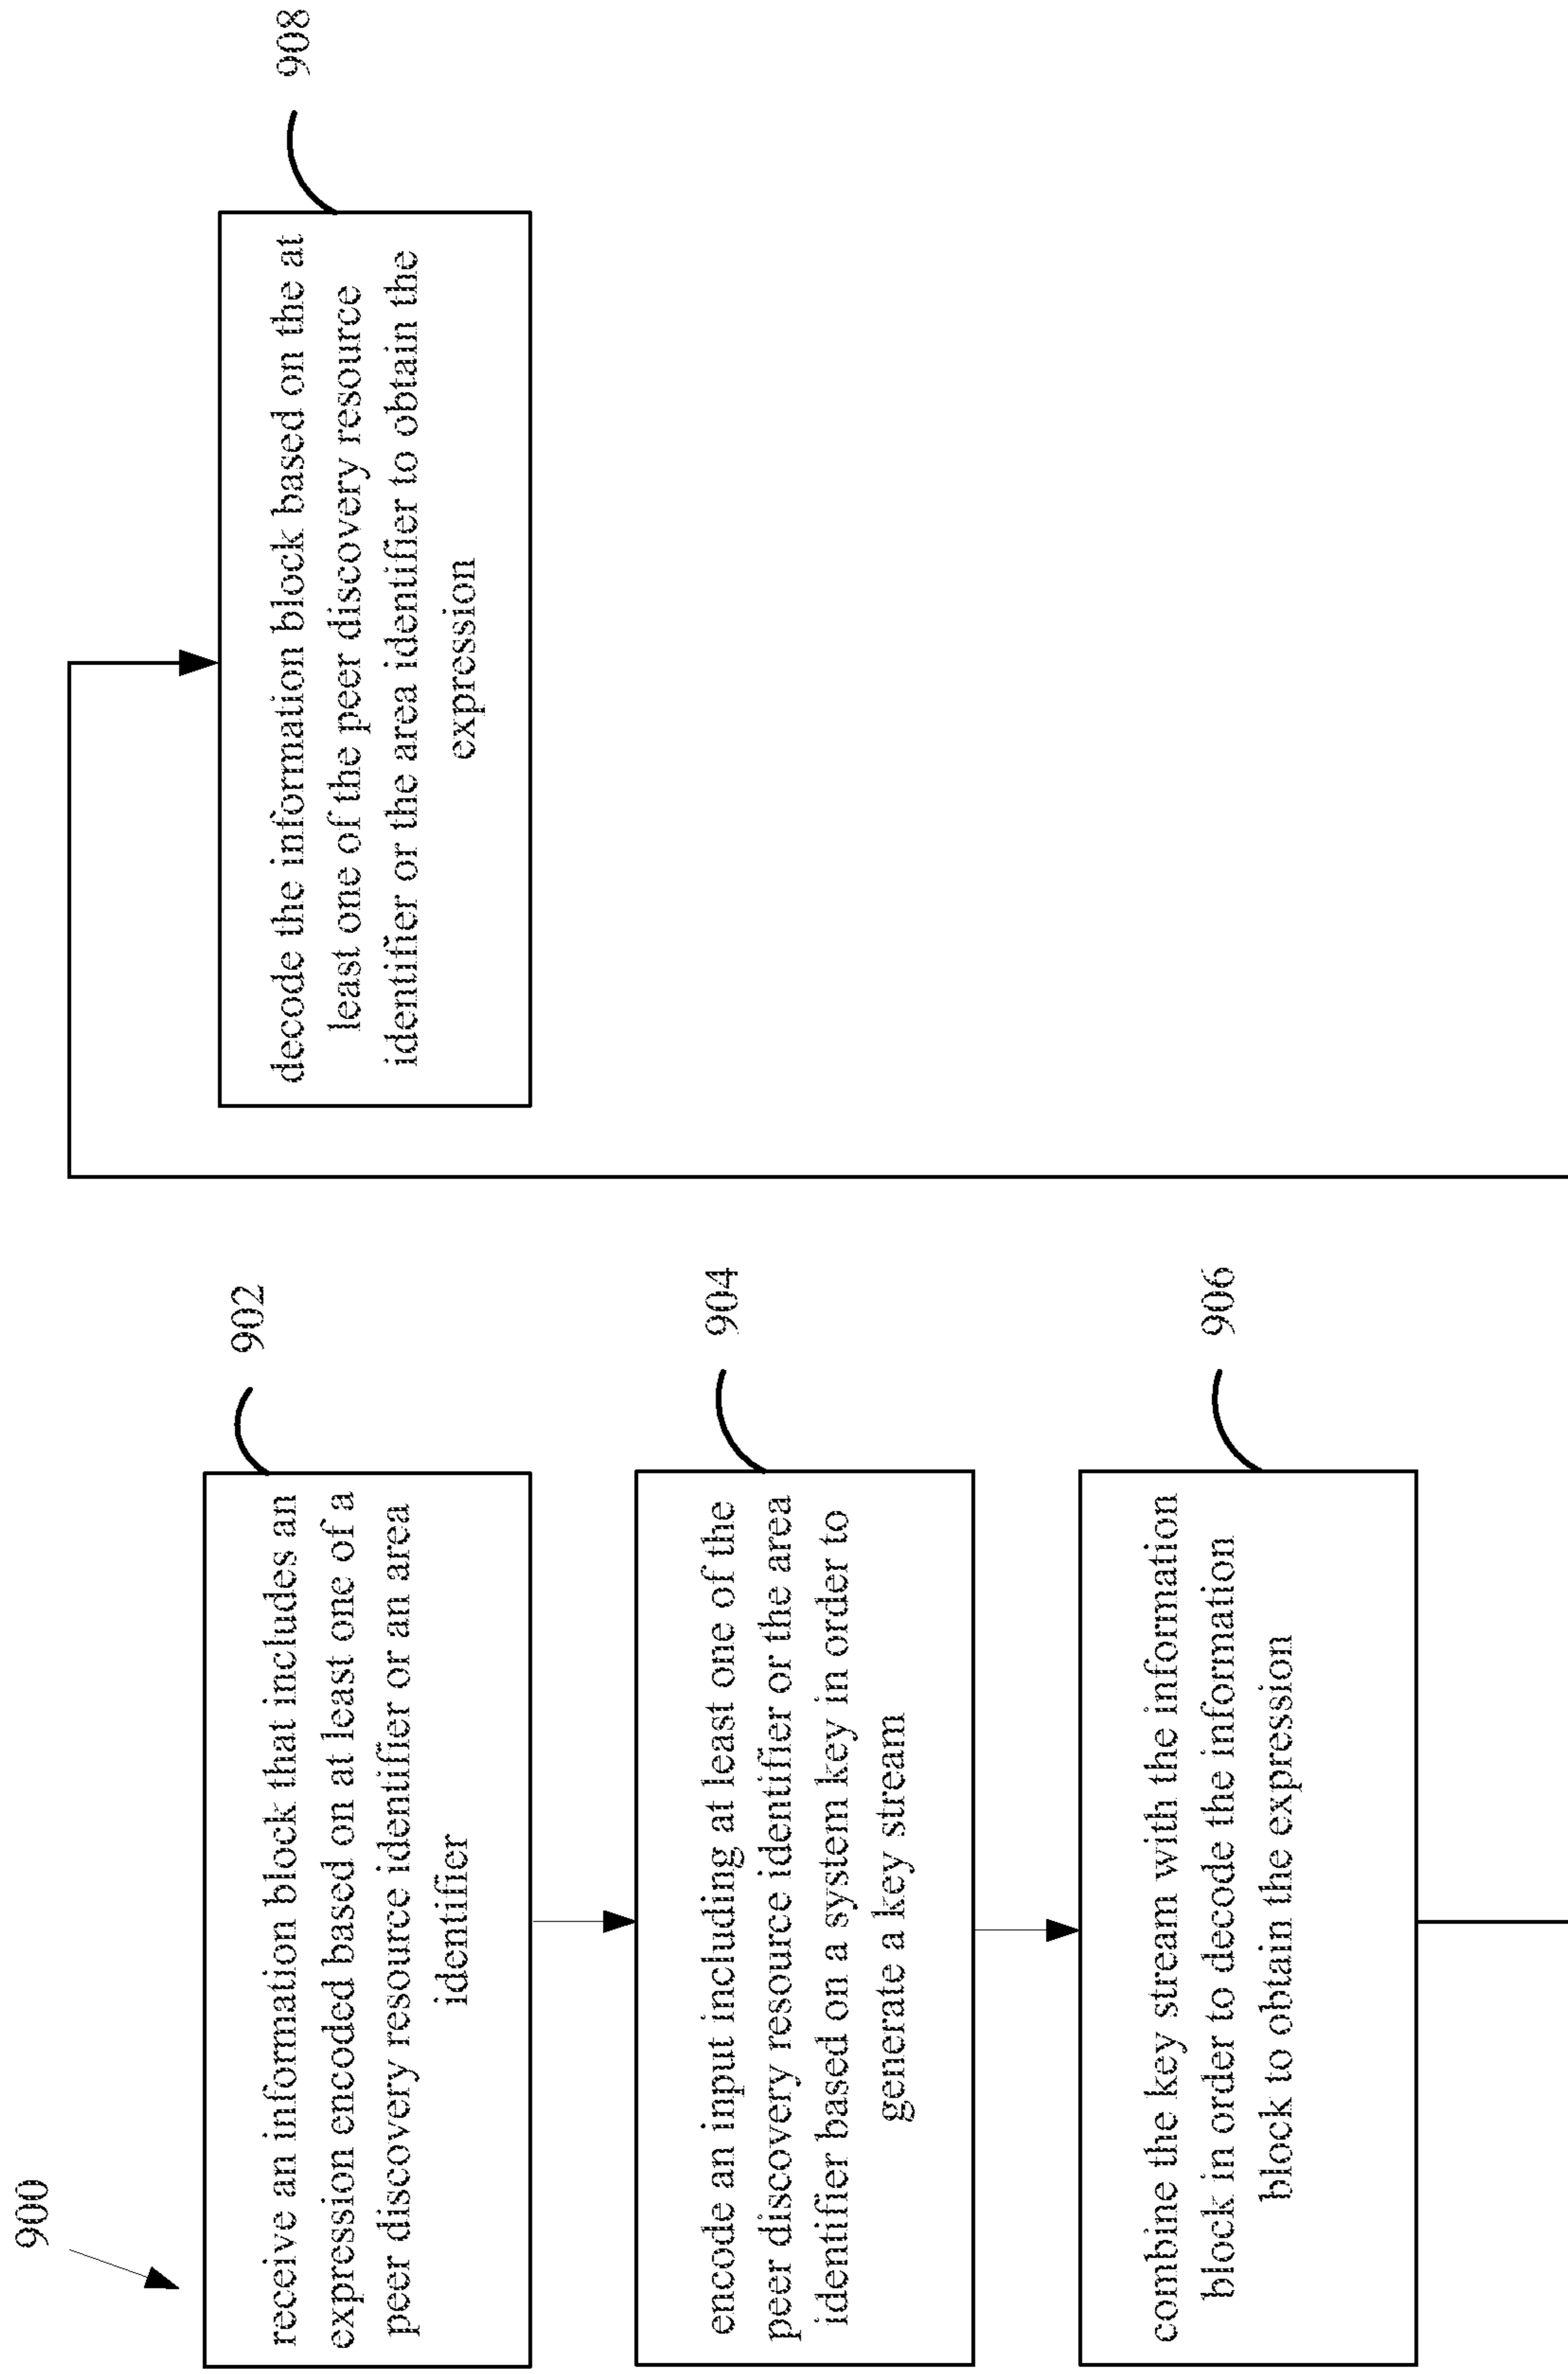 900
receive an information block that includes an
expression encoded based on at least one of a
peer discovery resource identifier or an area
identifier
902
encode an input including at least one of the
peer discovery resource identifier or the area
identifier based on a system key in order to
generate a key stream
904
combine the key stream with the information
block in order to decode the information
block to obtain the expression
906
decode the information block based on the at
least one of the peer discovery resource
identifier or the area identifier to obtain the
expression
908